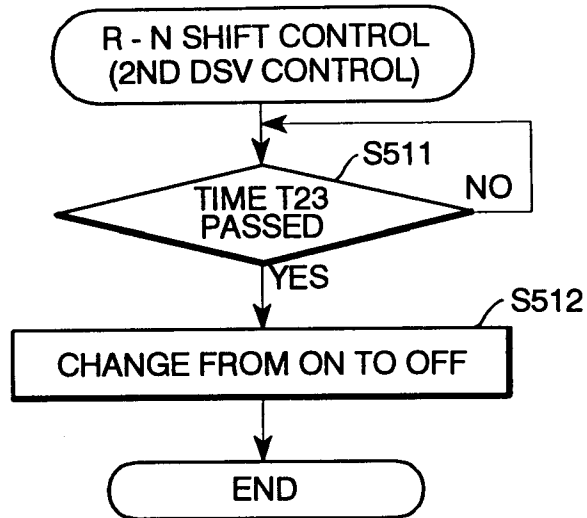 R - N SHIFT CONTROL
(2ND DSV CONTROL)
S511
TIME T23
PASSED
NO
YES
S512
CHANGE FROM ON TO OFF
END